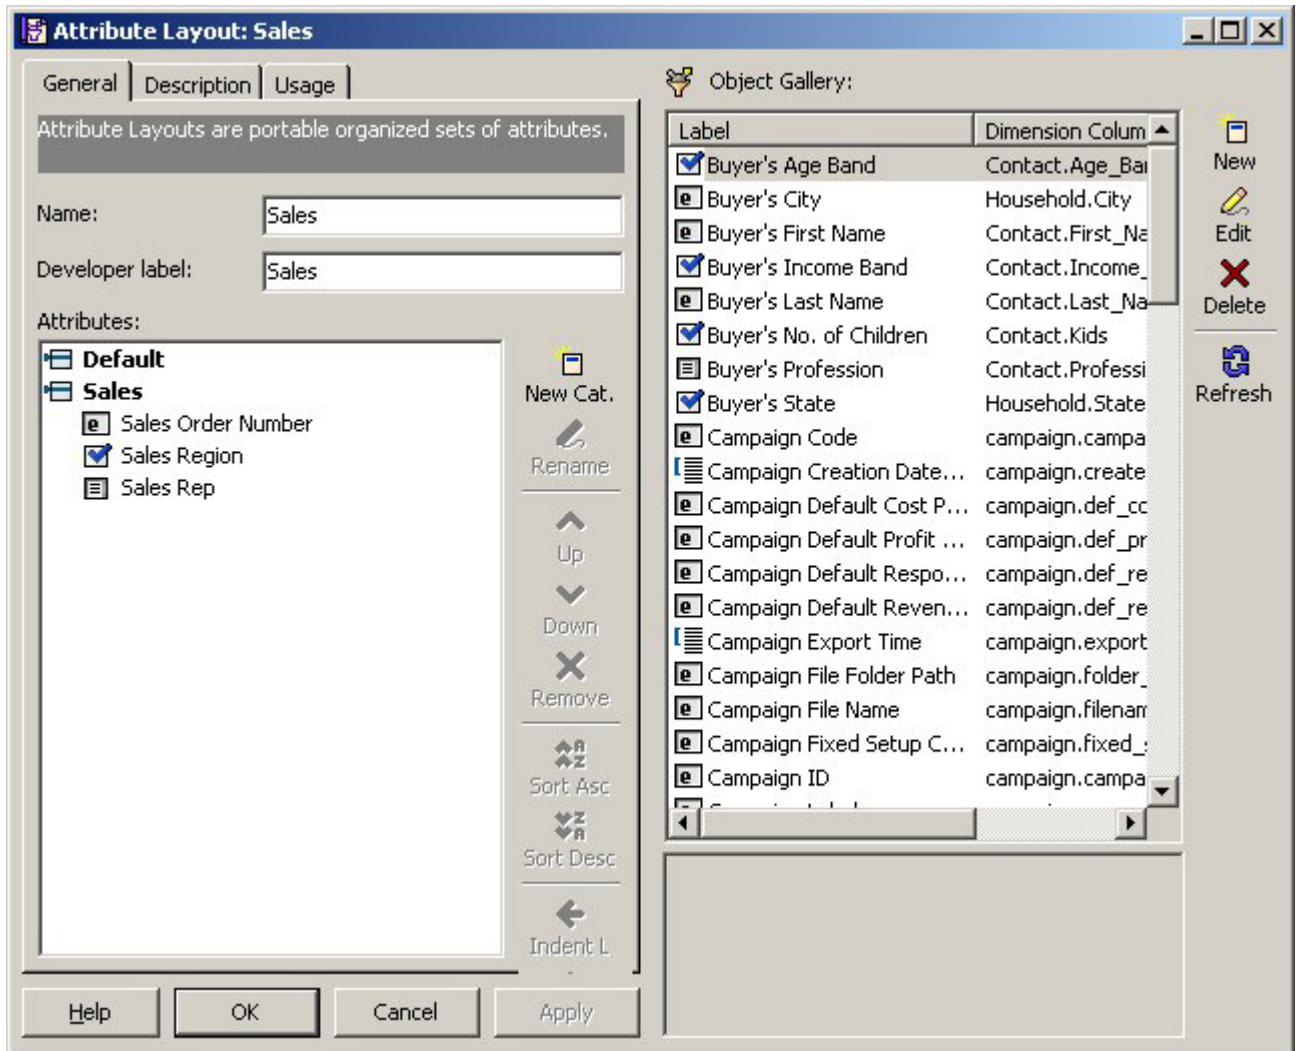 Attribute Layout: Sales
General Description Usage
Attribute Layouts are portable organized sets of attributes.
Name: Sales
Developer label: Sales
Attributes:
Default
Sales
Sales Order Number
Sales Region
Sales Rep
New Cat.
Rename
Up
Down
Remove
Sort Asc
Sort Desc
Indent L
Help OK Cancel Apply
Object Gallery:
Label Dimension Colum
Buyer's Age Band Contact.Age_Bar
Buyer's City Household.City
Buyer's First Name Contact.First_Na
Buyer's Income Band Contact.Income_
Buyer's Last Name Contact.Last_Na
Buyer's No. of Children Contact.Kids
Buyer's Profession Contact.Professi
Buyer's State Household.State
Campaign Code campaign.campa
Campaign Creation Date... campaign.create
Campaign Default Cost P... campaign.def_cc
Campaign Default Profit ... campaign.def_pr
Campaign Default Respo... campaign.def_re
Campaign Default Reven... campaign.def_re
Campaign Export Time campaign.export
Campaign File Folder Path campaign.folder_
Campaign File Name campaign.filenam
Campaign Fixed Setup C... campaign.fixed_
Campaign ID campaign.campa
New
Edit
Delete
Refresh